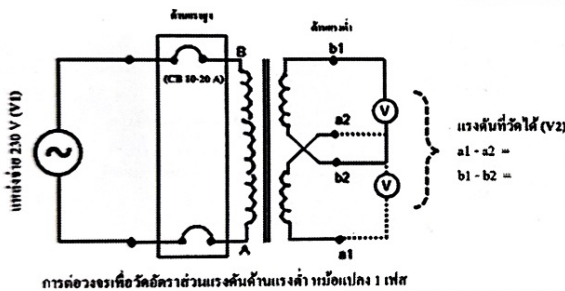 ด้านแรงสูง
ด้านแรงต่ำ
B
b1
(CB 10-20 A)
V
แหล่งจ่าย 230 V (V1)
a2
แรงดันที่วัดได้ (V2)
a1 - a2 =
b2
b1 - b2 =
V
A
a1
การต่อวงจรเพื่อวัดอัตราส่วนแรงดันด้านแรงต่ำ หม้อแปลง 1 เฟส